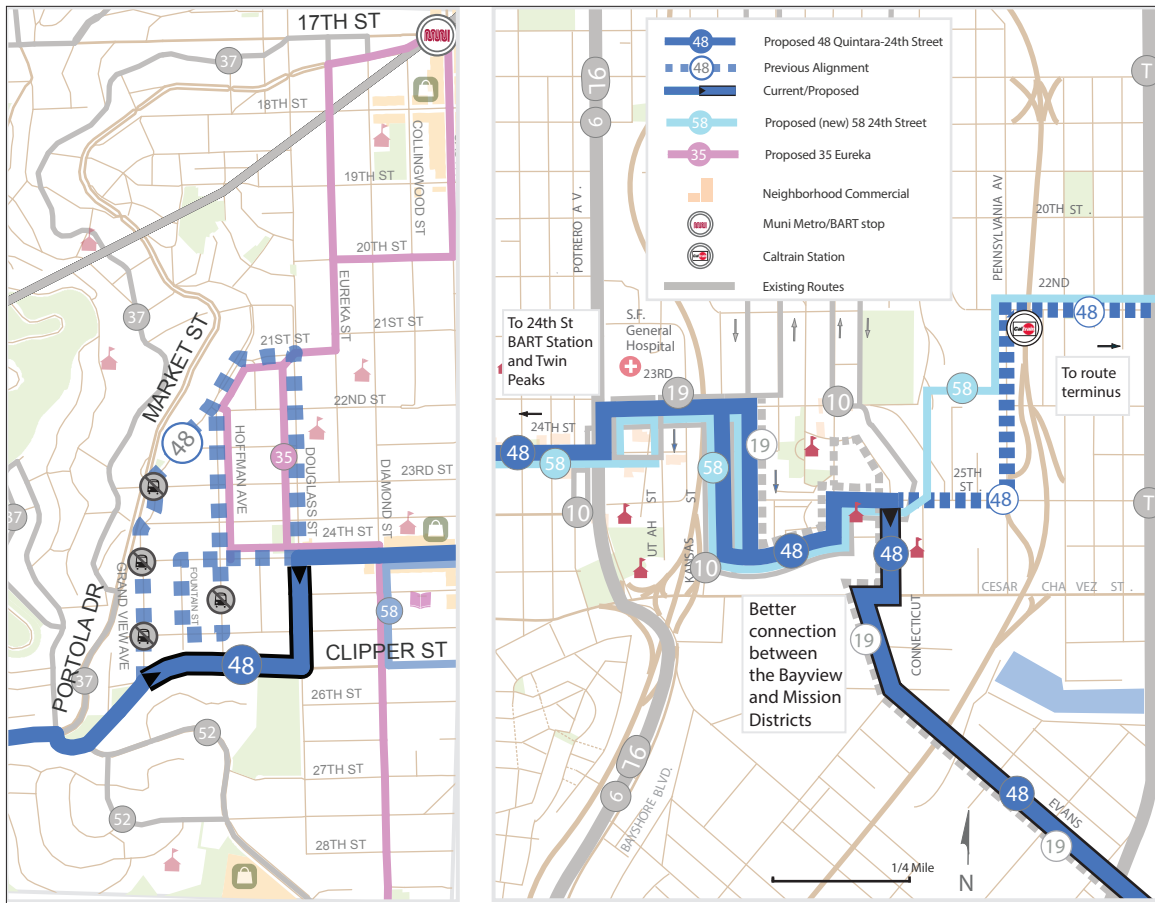 17TH ST
37
18TH ST
COLLINGWOOD ST
19TH ST
20TH ST
EUREKA ST
37
MARKET ST
21ST ST
21ST ST
22ND ST
48
HOFFMAN AVE
35
DOUGLASS ST
DIAMOND ST
23RD ST
37
24TH ST
GRAND VIEW AVE
FOUNTAIN ST
58
PORTOLA DR
48
CLIPPER ST
37
26TH ST
52
27TH ST
52
28TH ST
9L
9
POTRERO AV.
48
Proposed 48 Quintara-24th Street
48
Previous Alignment
Current/Proposed
58
Proposed (new) 58 24th Street
35
Proposed 35 Eureka
Neighborhood Commercial
Muni Metro/BART stop
Caltrain Station
Existing Routes
T
PENNSYLVANIA AV
20TH ST.
22ND
48
To 24th St
BART Station
and Twin
Peaks
S.F.
General
Hospital
23RD
To route
terminus
19
10
58
24TH ST
48
58
19
58
25TH
ST.
48
10
UTAH ST
KANSAS ST
10
48
48
T
CESAR CHAVEZ ST.
Better
connection
between
the Bayview
and Mission
Districts
19
CONNECTICUT
9L
9
BAYSHORE BLVD.
48
EVANS
19
1/4 Mile
N